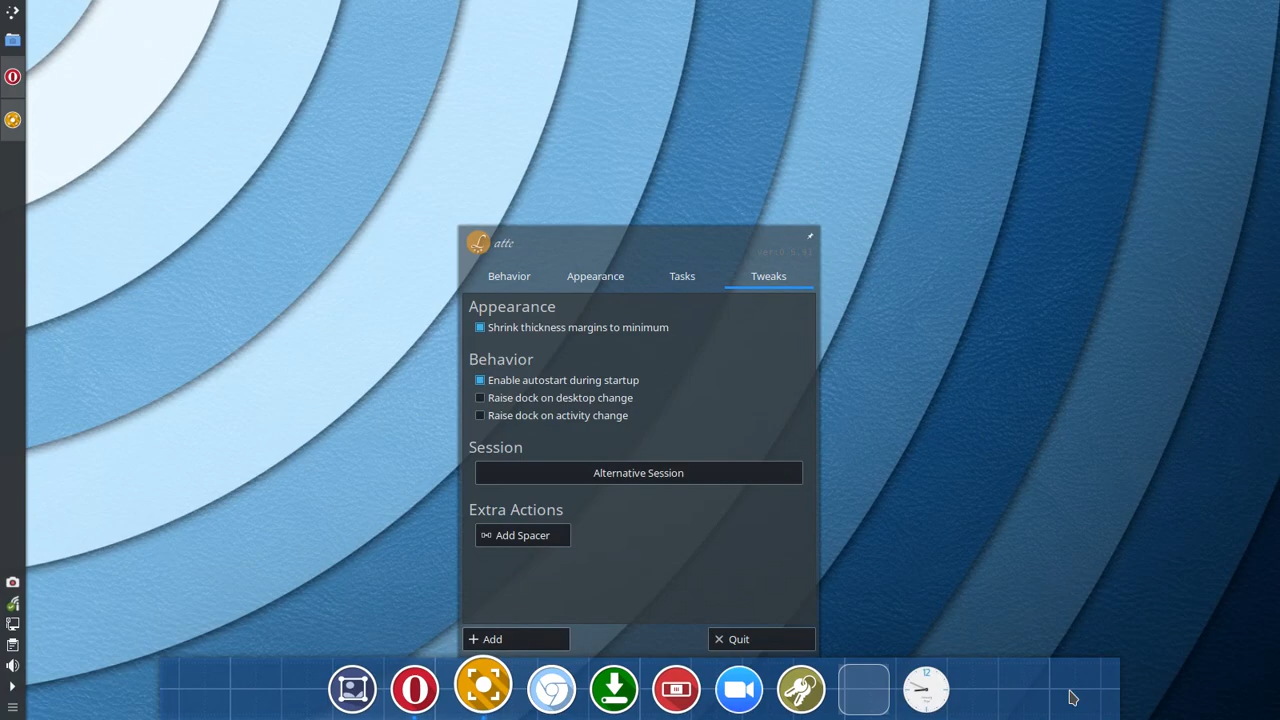 Latte
Behavior Appearance Tasks Tweaks
Appearance
Shrink thickness margins to minimum
Behavior
Enable autostart during startup
Raise dock on desktop change
Raise dock on activity change
Session
Alternative Session
Extra Actions
Add Spacer
Add Quit
12